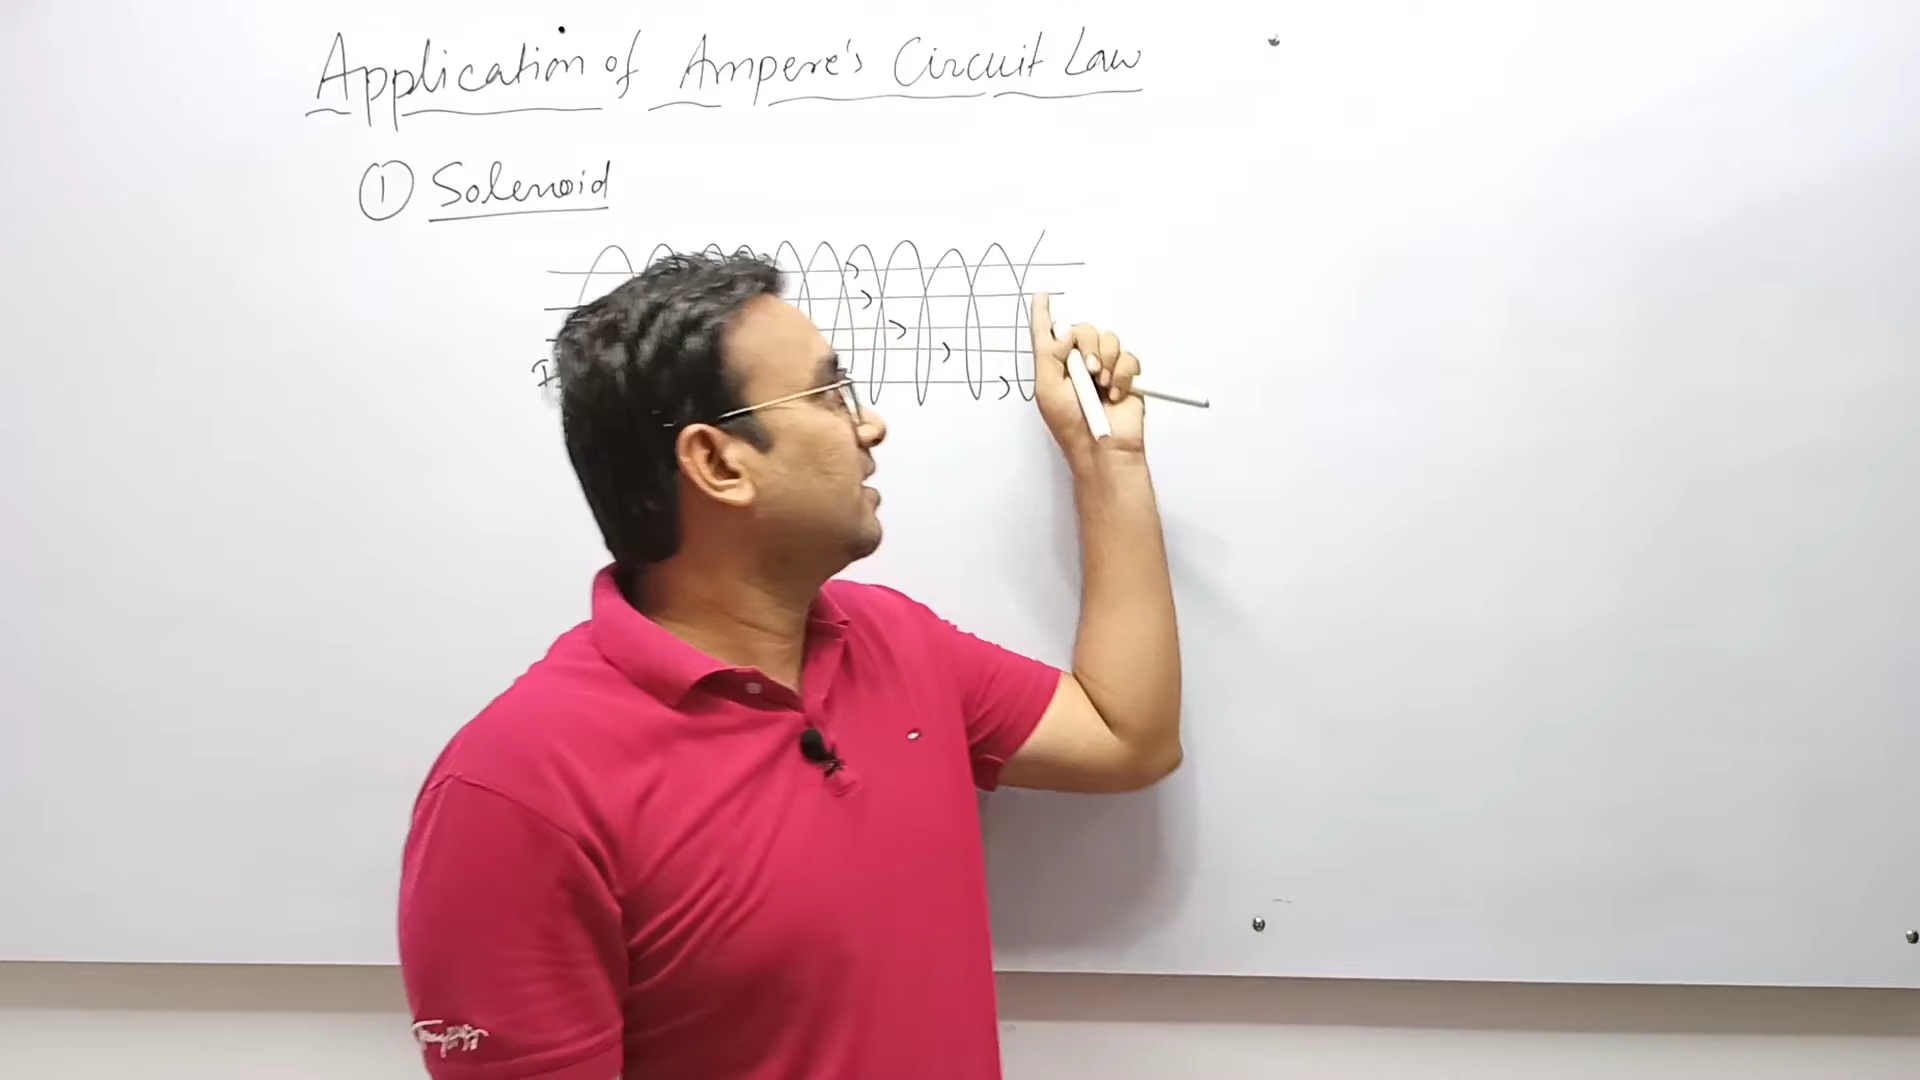 Application of Ampere's Circuit Law
① Solenoid
I